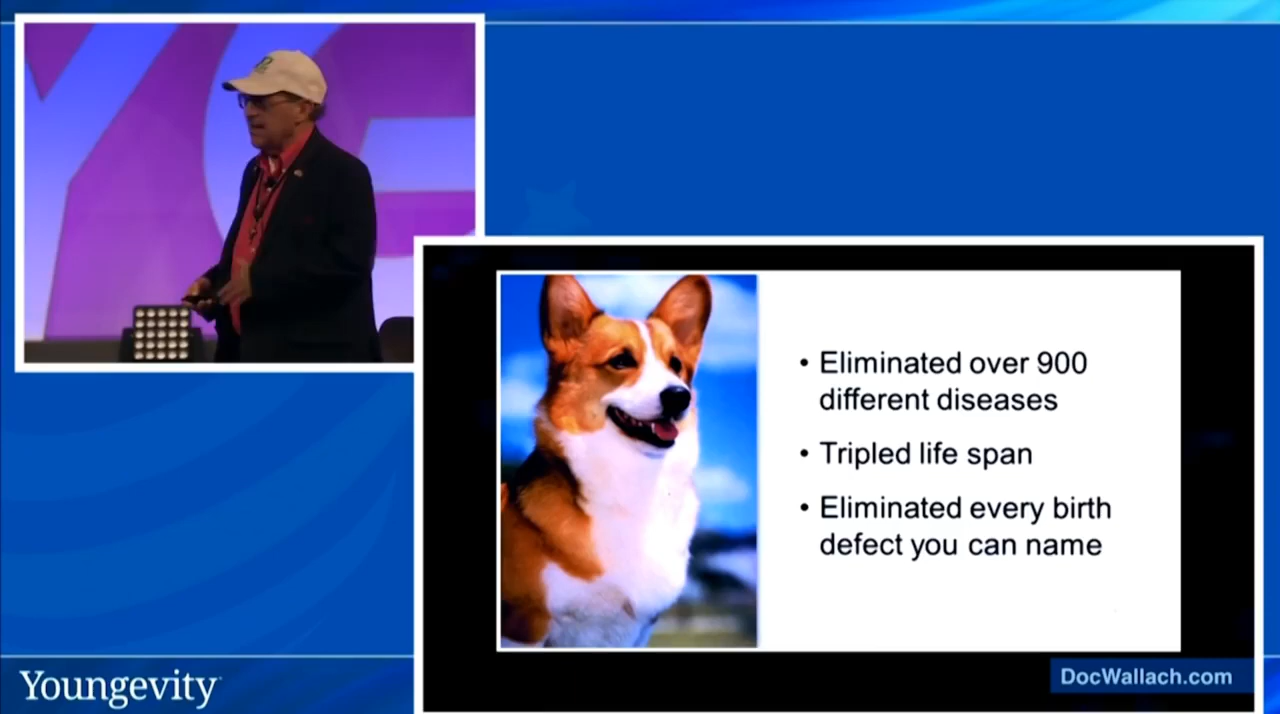 • Eliminated over 900
different diseases
• Tripled life span
• Eliminated every birth
defect you can name
Youngevity
DocWallach.com